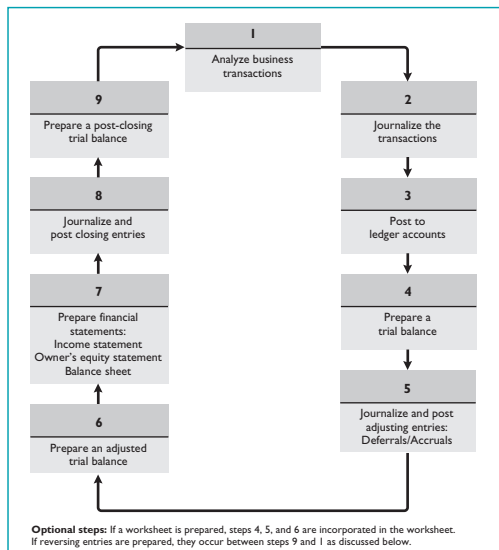 1
Analyze business
transactions
2
Journalize the
transactions
3
Post to
ledger accounts
4
Prepare a
trial balance
5
Journalize and post
adjusting entries:
Deferrals/Accruals
6
Prepare an adjusted
trial balance
7
Prepare financial
statements:
Income statement
Owner's equity statement
Balance sheet
8
Journalize and
post closing entries
9
Prepare a post-closing
trial balance
Optional steps: If a worksheet is prepared, steps 4, 5, and 6 are incorporated in the worksheet.
If reversing entries are prepared, they occur between steps 9 and 1 as discussed below.